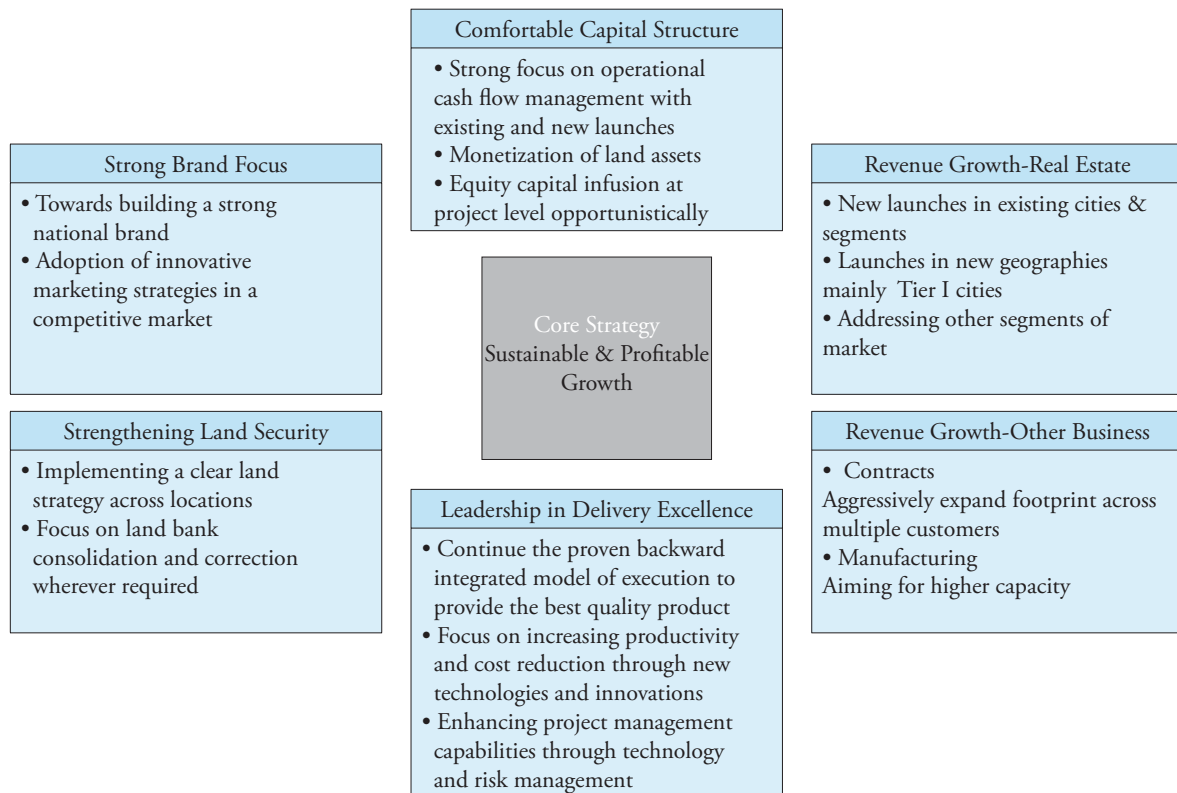 Comfortable Capital Structure
• Strong focus on operational
cash flow management with
existing and new launches
• Monetization of land assets
• Equity capital infusion at
project level opportunistically
Strong Brand Focus
• Towards building a strong
national brand
• Adoption of innovative
marketing strategies in a
competitive market
Revenue Growth-Real Estate
• New launches in existing cities &
segments
• Launches in new geographies
mainly Tier I cities
• Addressing other segments of
market
Core Strategy
Sustainable & Profitable
Growth
Strengthening Land Security
• Implementing a clear land
strategy across locations
• Focus on land bank
consolidation and correction
wherever required
Revenue Growth-Other Business
• Contracts
Aggressively expand footprint across
multiple customers
• Manufacturing
Aiming for higher capacity
Leadership in Delivery Excellence
• Continue the proven backward
integrated model of execution to
provide the best quality product
• Focus on increasing productivity
and cost reduction through new
technologies and innovations
• Enhancing project management
capabilities through technology
and risk management